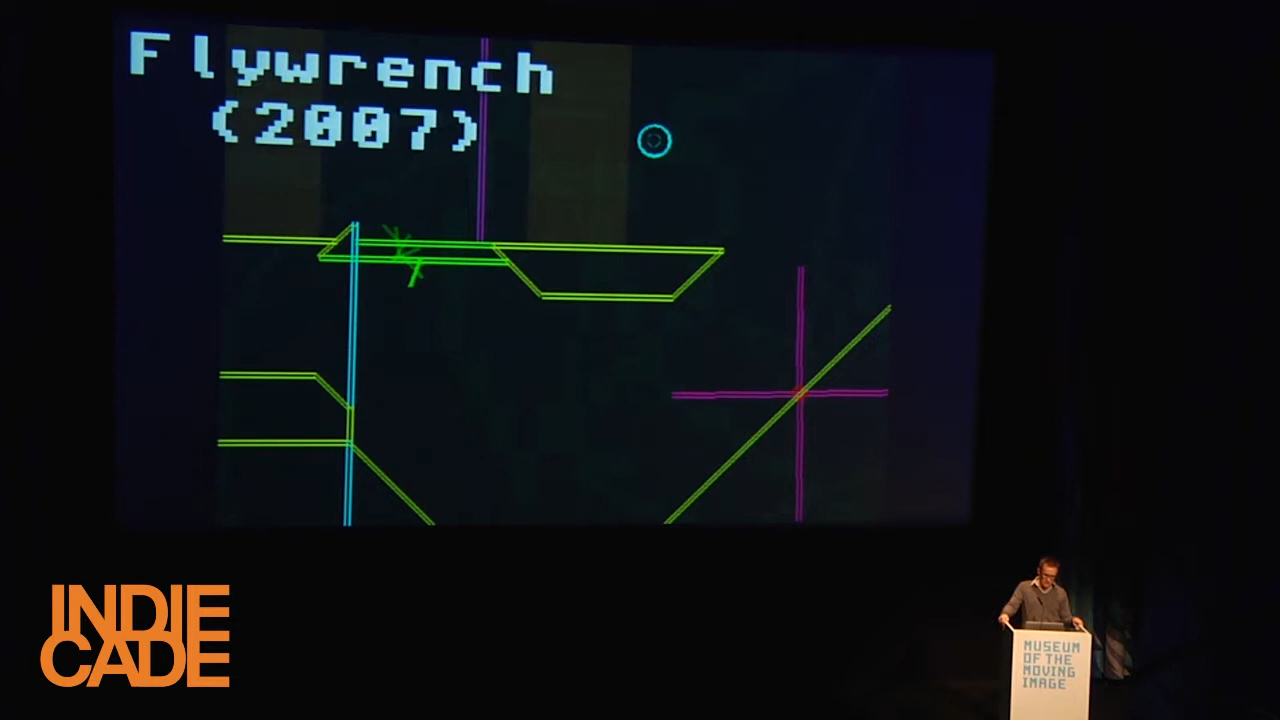 Flywrench
(2007)
INDIE
CADE
MUSEUM
OF THE
MOVING
IMAGE